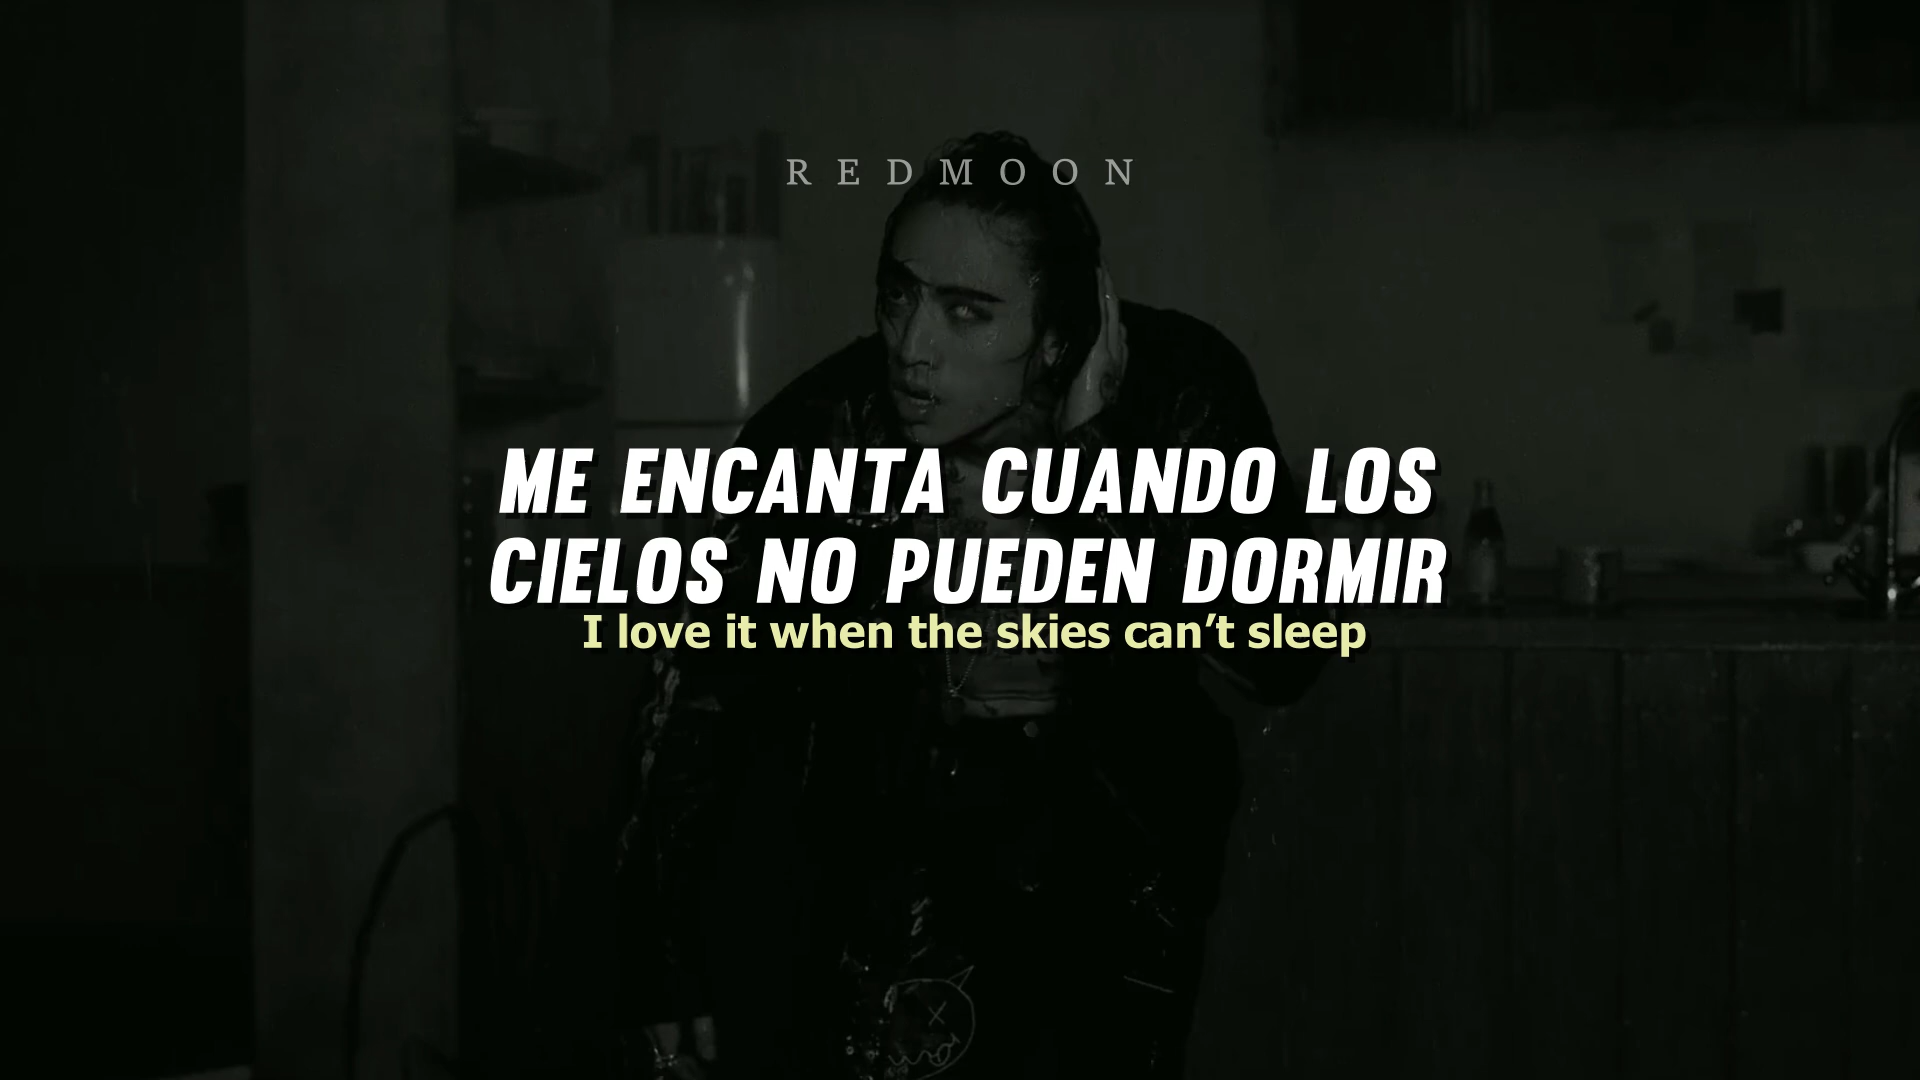 REDMOON
ME ENCANTA CUANDO LOS
CIELOS NO PUEDEN DORMIR
I love it when the skies can’t sleep